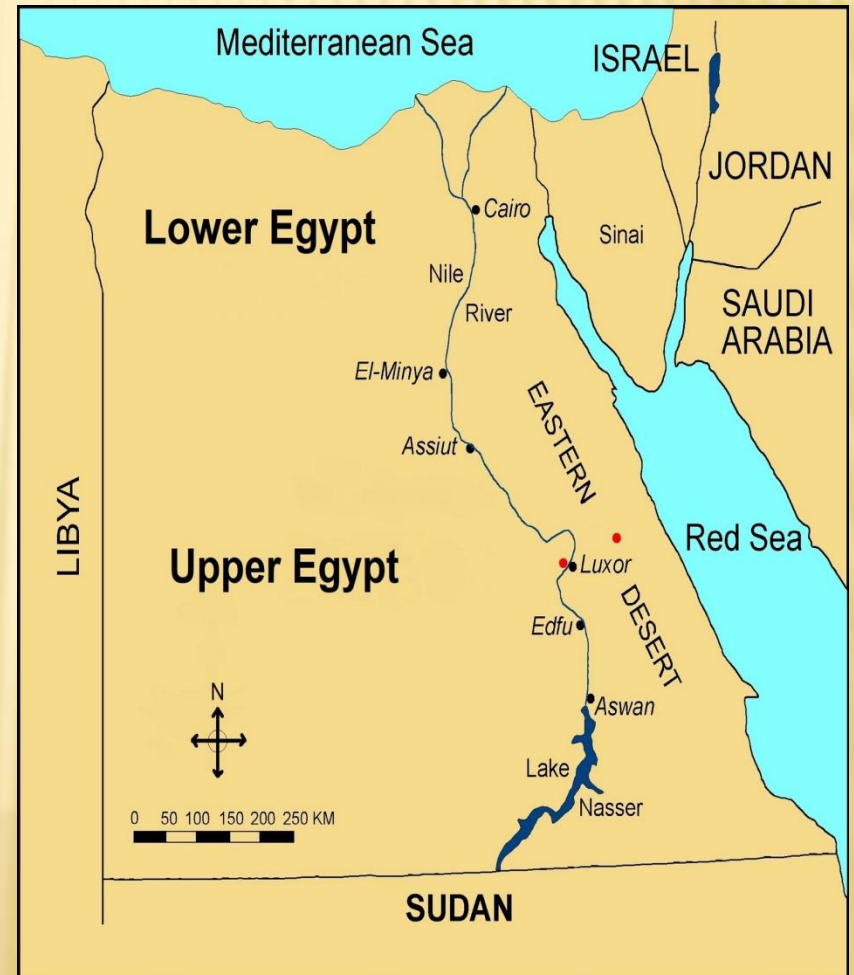 Mediterranean Sea
ISRAEL
JORDAN
Lower Egypt
Cairo
Sinai
Nile
River
SAUDI
ARABIA
El-Minya
EASTERN
Assiut
LIBYA
Red Sea
Upper Egypt
Luxor
DESERT
Edfu
N
Aswan
Lake
Nasser
0 50 100 150 200 250 KM
SUDAN